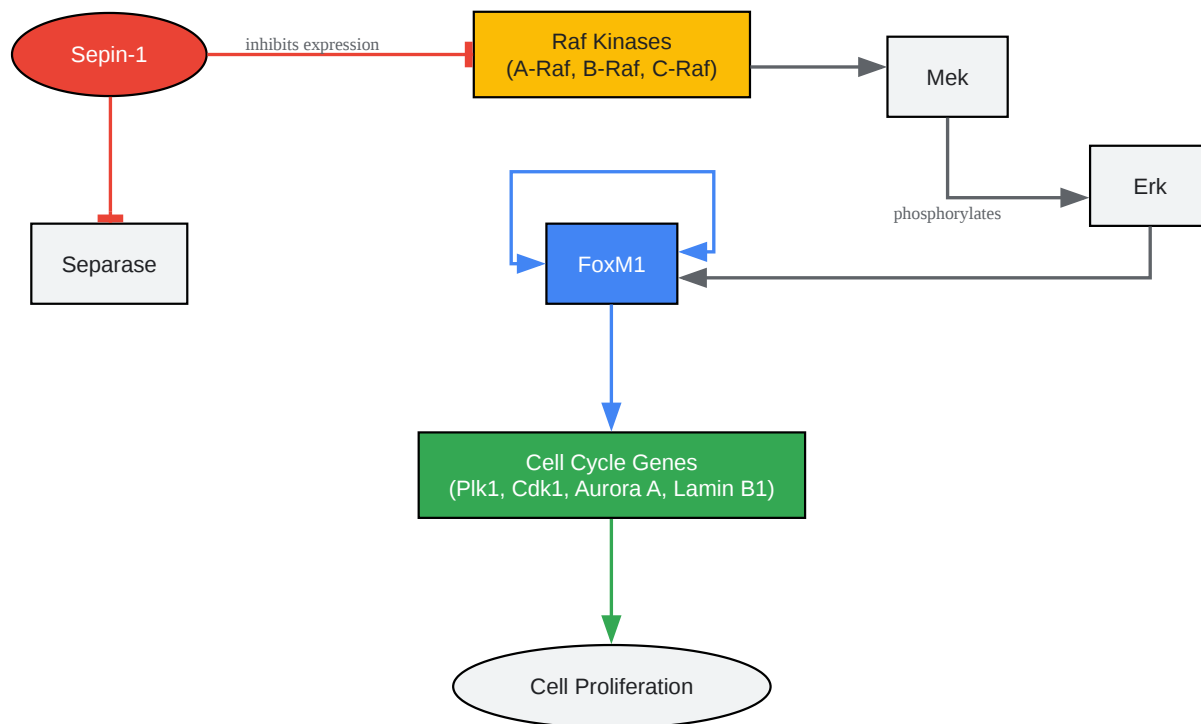 Sepin-1
inhibits expression
Raf Kinases
(A-Raf, B-Raf, C-Raf)
Mek
Erk
phosphorylates
Separase
FoxM1
Cell Cycle Genes
(Plk1, Cdk1, Aurora A, Lamin B1)
Cell Proliferation